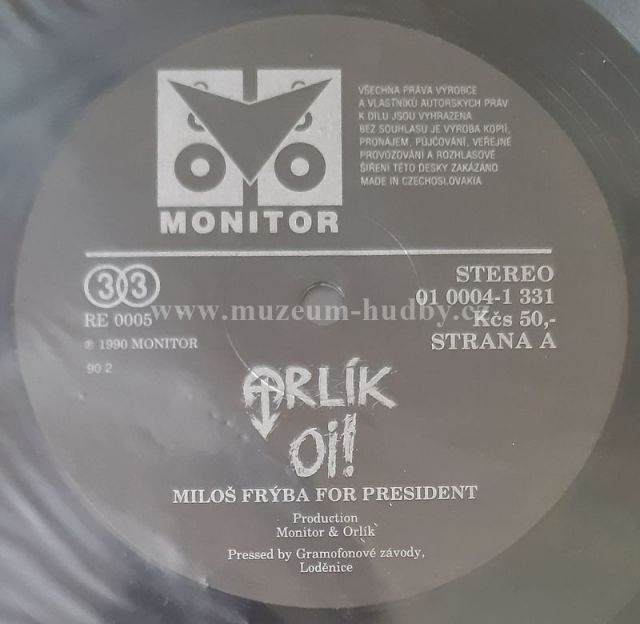 VŠECHNA PRÁVA VÝROBCE
A VLASTNÍKŮ AUTORSKÝCH PRÁV
K DÍLU JSOU VYHRAZENA
BEZ SOUHLASU JE VÝROBA KOPIÍ,
PRONÁJEM, PŮJČOVÁNÍ, VEŘEJNÉ
PROVOZOVÁNÍ A ROZHLASOVÉ
ŠÍŘENÍ TÉTO DESKY ZAKÁZÁNO
MADE IN CZECHOSLOVAKIA
MONITOR
33
RE 0005
℗ 1990 MONITOR
90 2
STEREO
01 0004-1 331
Kčs 50,-
STRANA A
www.muzeum-hudby.cz
ORLÍK
Oi!
MILOŠ FRÝBA FOR PRESIDENT
Production
Monitor & Orlík
Pressed by Gramofonové závody,
Loděnice